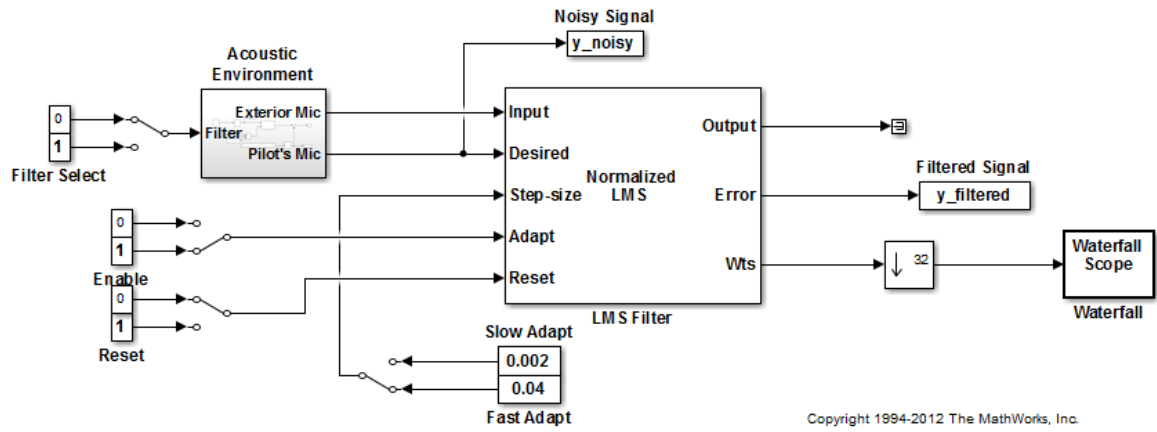 Noisy Signal
y_noisy
Acoustic
Environment
Exterior Mic
Filter
Pilot's Mic
0
1
Filter Select
Input
Desired
Step-size
Adapt
Reset
Normalized
LMS
Output
Error
Wts
LMS Filter
Filtered Signal
y_filtered
32
Waterfall
Scope
Waterfall
0
1
Enable
0
1
Reset
Slow Adapt
0.002
0.04
Fast Adapt
Copyright 1994-2012 The MathWorks, Inc.